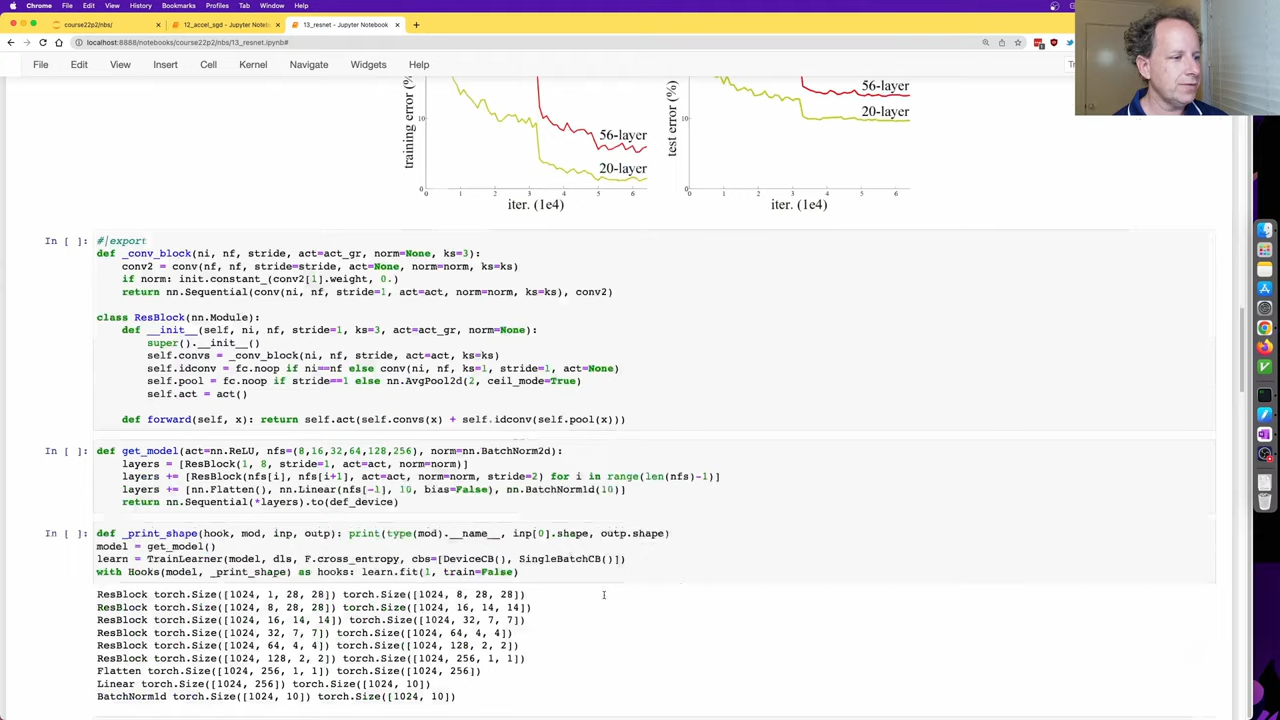 Chrome File Edit View History Bookmarks Profiles Tab Window Help
course22p2/nbs/
12_accel_sgd - Jupyter Noteb
13_resnet - Jupyter Notebook
localhost:8888/notebooks/course22p2/nbs/13_resnet.ipynb#
File Edit View Insert Cell Kernel Navigate Widgets Help
training error (%
10
0
56-layer
20-layer
0 1 2 3 4 5 6
iter. (1e4)
test error (%)
10
0
56-layer
20-layer
0 1 2 3 4 5 6
iter. (1e4)
In [ ]: #|export
def _conv_block(ni, nf, stride, act=act_gr, norm=None, ks=3):
conv2 = conv(nf, nf, stride=stride, act=None, norm=norm, ks=ks)
if norm: init.constant_(conv2[1].weight, 0.)
return nn.Sequential(conv(ni, nf, stride=1, act=act, norm=norm, ks=ks), conv2)
class ResBlock(nn.Module):
def __init__(self, ni, nf, stride=1, ks=3, act=act_gr, norm=None):
super().__init__()
self.convs = _conv_block(ni, nf, stride, act=act, ks=ks)
self.idconv = fc.noop if ni==nf else conv(ni, nf, ks=1, stride=1, act=None)
self.pool = fc.noop if stride==1 else nn.AvgPool2d(2, ceil_mode=True)
self.act = act()
def forward(self, x): return self.act(self.convs(x) + self.idconv(self.pool(x)))
In [ ]: def get_model(act=nn.ReLU, nfs=(8,16,32,64,128,256), norm=nn.BatchNorm2d):
layers = [ResBlock(1, 8, stride=1, act=act, norm=norm)]
layers += [ResBlock(nfs[i], nfs[i+1], act=act, norm=norm, stride=2) for i in range(len(nfs)-1)]
layers += [nn.Flatten(), nn.Linear(nfs[-1], 10, bias=False), nn.BatchNorm1d(10)]
return nn.Sequential(*layers).to(def_device)
In [ ]: def _print_shape(hook, mod, inp, outp): print(type(mod).__name__, inp[0].shape, outp.shape)
model = get_model()
learn = TrainLearner(model, dls, F.cross_entropy, cbs=[DeviceCB(), SingleBatchCB()])
with Hooks(model, _print_shape) as hooks: learn.fit(1, train=False)
ResBlock torch.Size([1024, 1, 28, 28]) torch.Size([1024, 8, 28, 28])
ResBlock torch.Size([1024, 8, 28, 28]) torch.Size([1024, 16, 14, 14])
ResBlock torch.Size([1024, 16, 14, 14]) torch.Size([1024, 32, 7, 7])
ResBlock torch.Size([1024, 32, 7, 7]) torch.Size([1024, 64, 4, 4])
ResBlock torch.Size([1024, 64, 4, 4]) torch.Size([1024, 128, 2, 2])
ResBlock torch.Size([1024, 128, 2, 2]) torch.Size([1024, 256, 1, 1])
Flatten torch.Size([1024, 256, 1, 1]) torch.Size([1024, 256])
Linear torch.Size([1024, 256]) torch.Size([1024, 10])
BatchNorm1d torch.Size([1024, 10]) torch.Size([1024, 10])